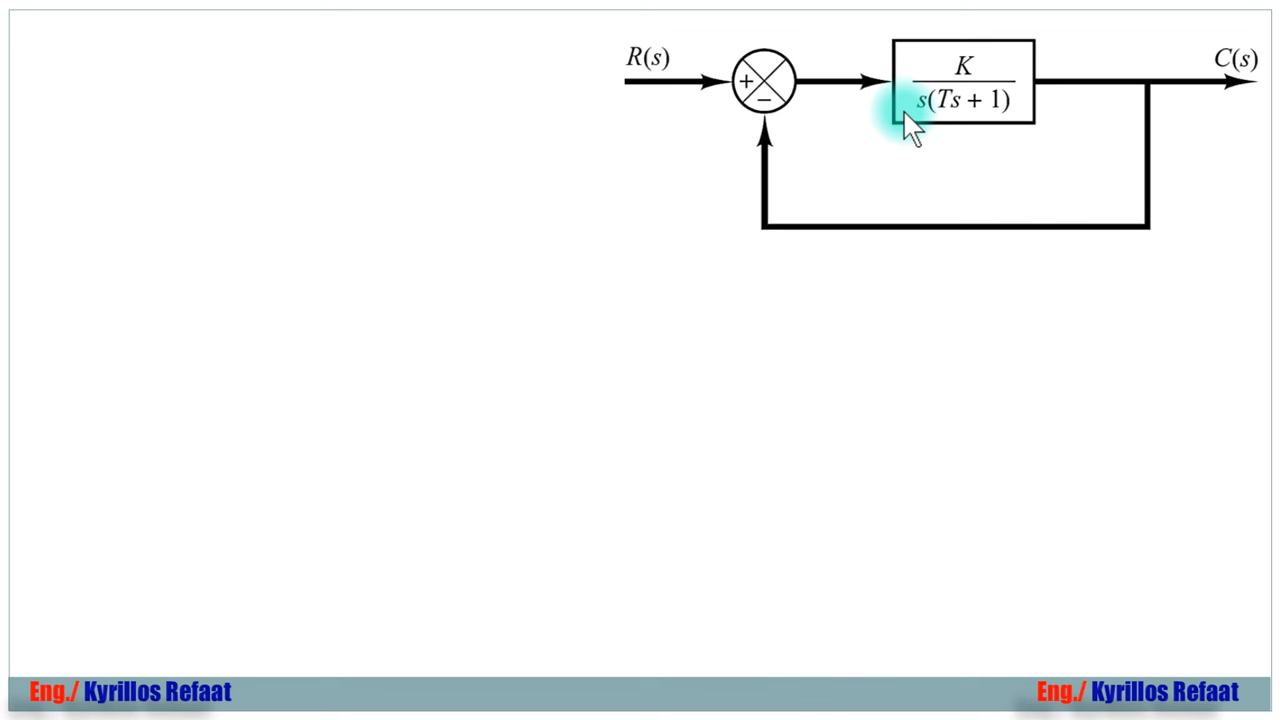 R(s)
+
−
K
s(Ts + 1)
C(s)
Eng./ Kyrillos Refaat
Eng./ Kyrillos Refaat